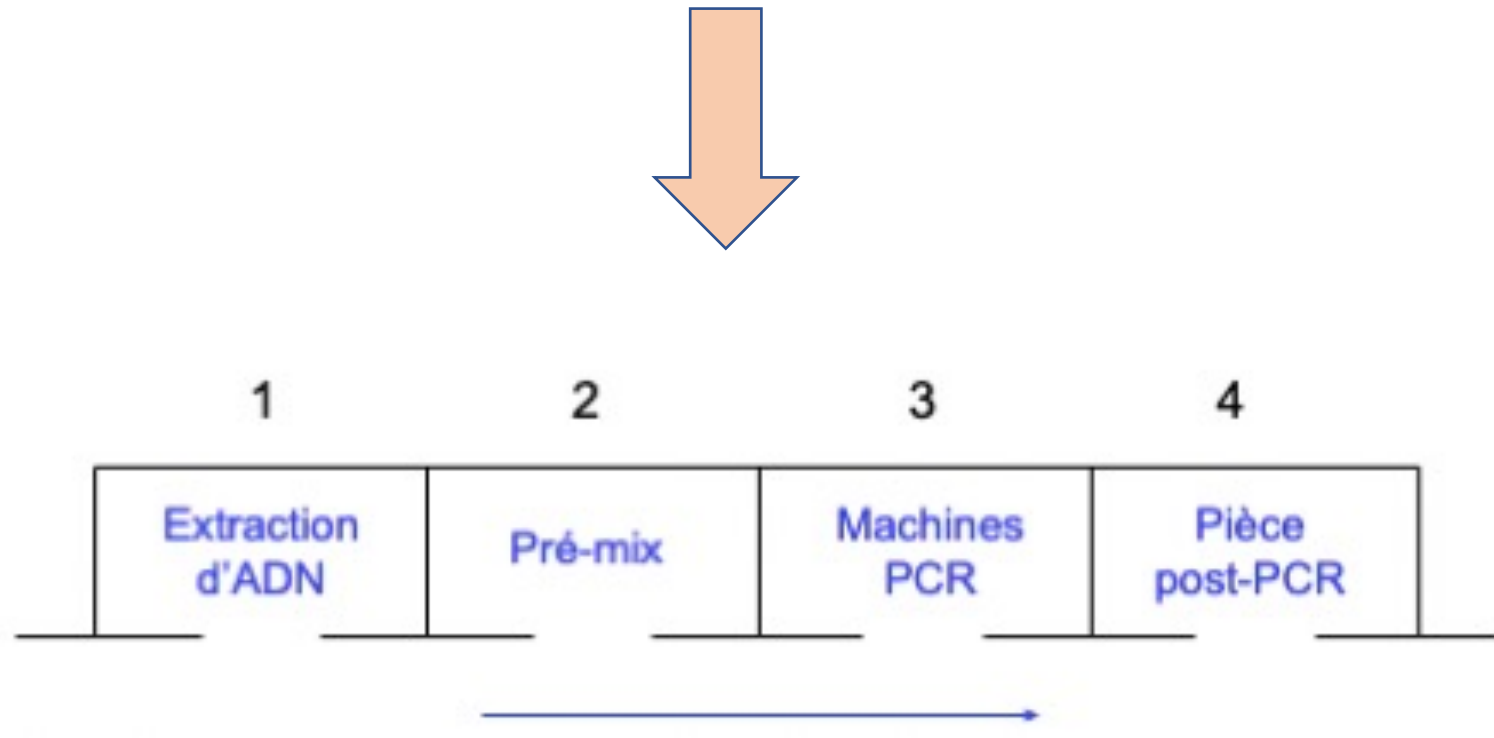 1 2 3 4
Extraction
d'ADN
Pré-mix
Machines
PCR
Pièce
post-PCR